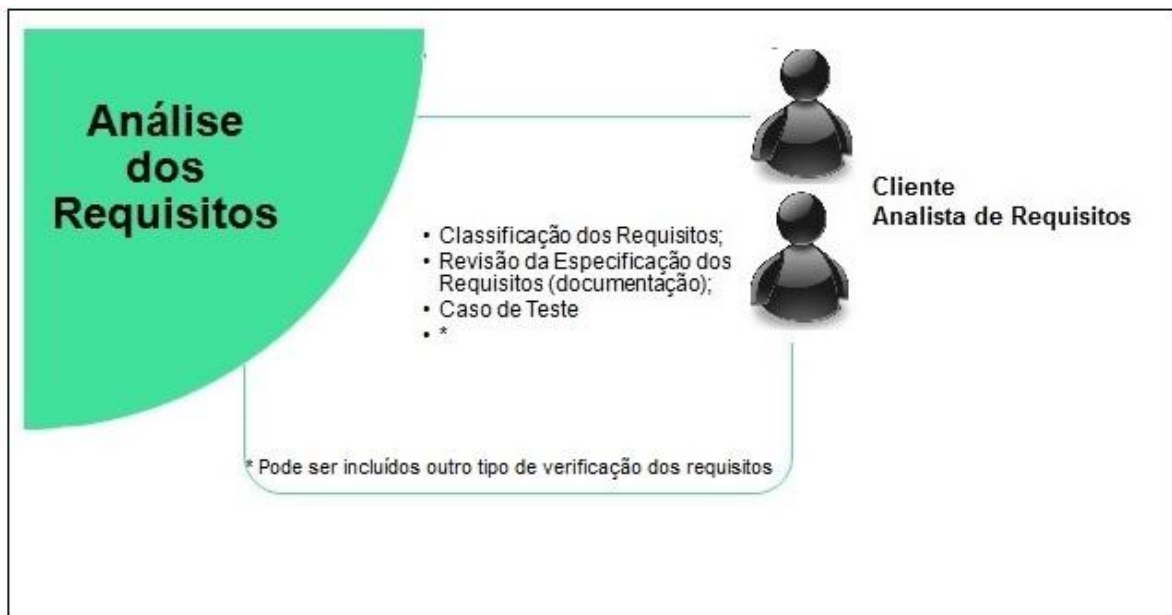 Análise
dos
Requisitos
Cliente
Analista de Requisitos
• Classificação dos Requisitos;
• Revisão da Especificação dos
Requisitos (documentação);
• Caso de Teste
• *
* Pode ser incluídos outro tipo de verificação dos requisitos